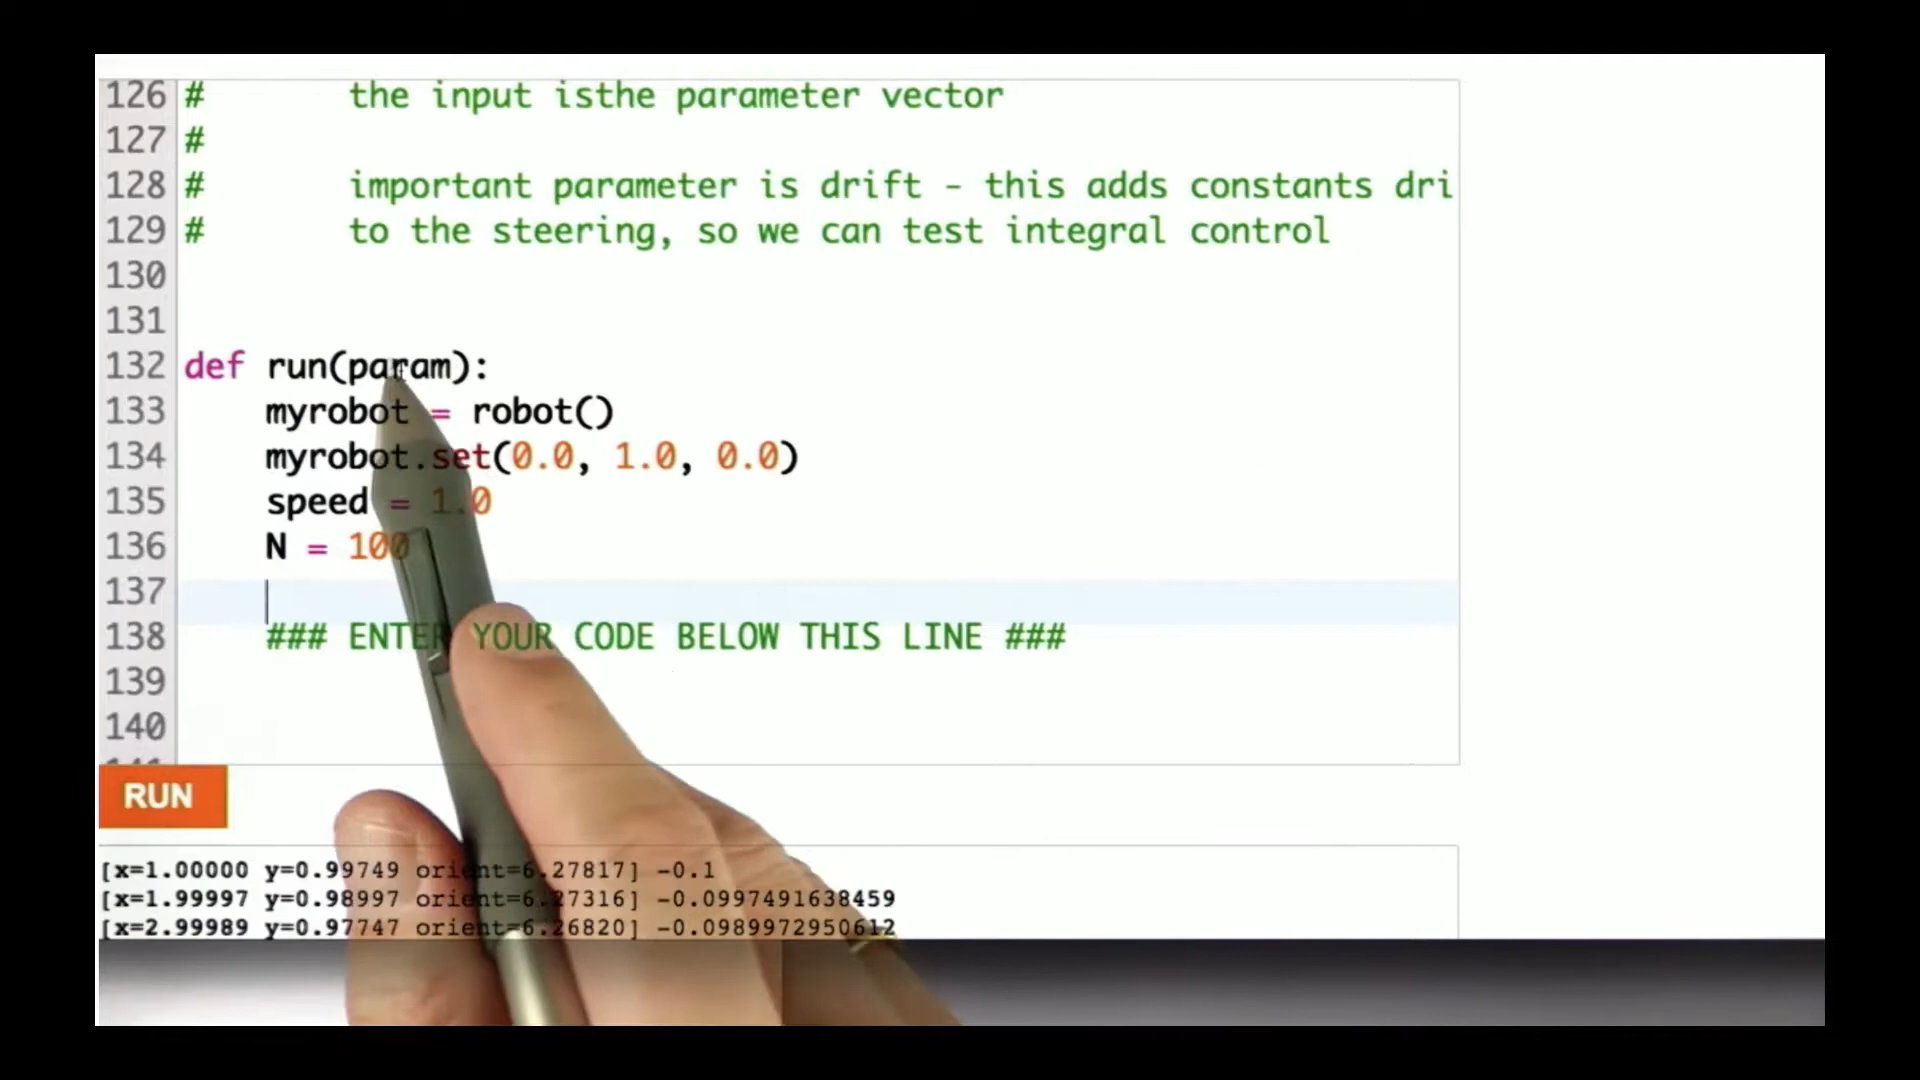 126 # the input isthe parameter vector
127 #
128 # important parameter is drift - this adds constants dri
129 # to the steering, so we can test integral control
130
131
132 def run(param):
133 myrobot = robot()
134 myrobot.set(0.0, 1.0, 0.0)
135 speed = 1.0
136 N = 100
137
138 ### ENTER YOUR CODE BELOW THIS LINE ###
139
140
141
RUN
[x=1.00000 y=0.99749 orient=6.27817] -0.1
[x=1.99997 y=0.98997 orient=6.27316] -0.0997491638459
[x=2.99989 y=0.97747 orient=6.26820] -0.0989972950612